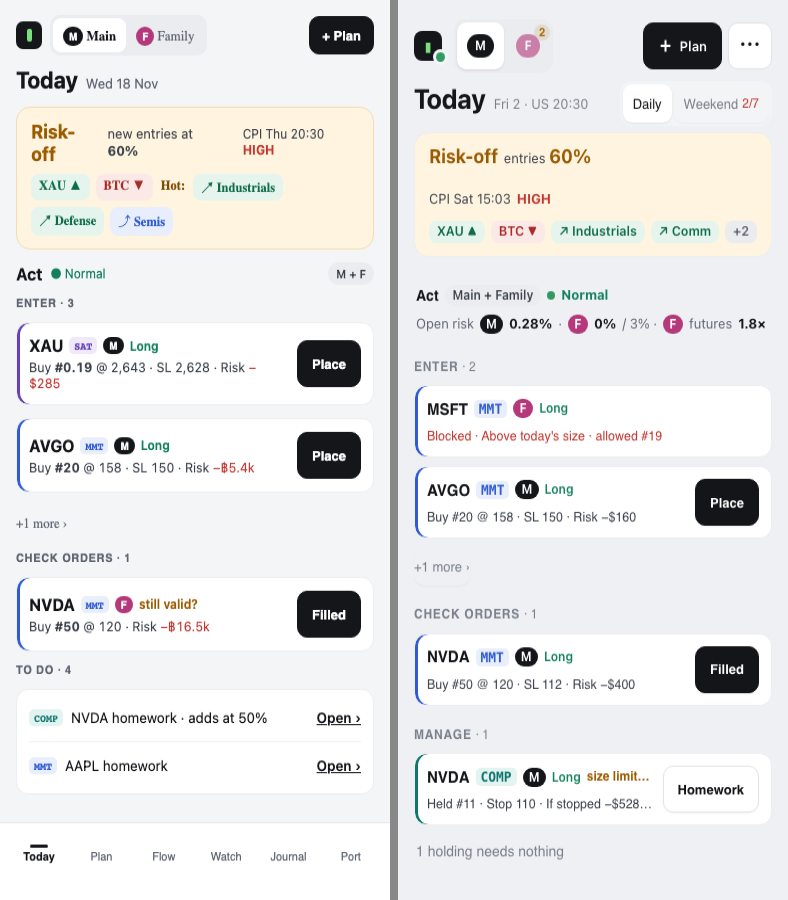 M Main F Family + Plan
Today Wed 18 Nov
Risk-off new entries at 60% CPI Thu 20:30 HIGH
XAU ▲ BTC ▼ Hot: ↗ Industrials
↗ Defense ⤴ Semis
Act ● Normal M + F
ENTER · 3
XAU SAT M Long
Buy #0.19 @ 2,643 · SL 2,628 · Risk –
$285
Place
AVGO MMT M Long
Buy #20 @ 158 · SL 150 · Risk –฿5.4k
Place
+1 more ›
CHECK ORDERS · 1
NVDA MMT F still valid?
Buy #50 @ 120 · Risk –฿16.5k
Filled
TO DO · 4
COMP NVDA homework · adds at 50% Open ›
MMT AAPL homework Open ›
Today Plan Flow Watch Journal Port
M F 2 + Plan ···
Today Fri 2 · US 20:30 Daily Weekend 2/7
Risk-off entries 60%
CPI Sat 15:03 HIGH
XAU ▲ BTC ▼ ↗ Industrials ↗ Comm +2
Act Main + Family ● Normal
Open risk M 0.28% · F 0% / 3% · F futures 1.8×
ENTER · 2
MSFT MMT F Long
Blocked · Above today's size · allowed #19
AVGO MMT M Long
Buy #20 @ 158 · SL 150 · Risk –$160
Place
+1 more ›
CHECK ORDERS · 1
NVDA MMT M Long
Buy #50 @ 120 · SL 112 · Risk –$400
Filled
MANAGE · 1
NVDA COMP M Long size limit...
Held #11 · Stop 110 · If stopped –$528...
Homework
1 holding needs nothing